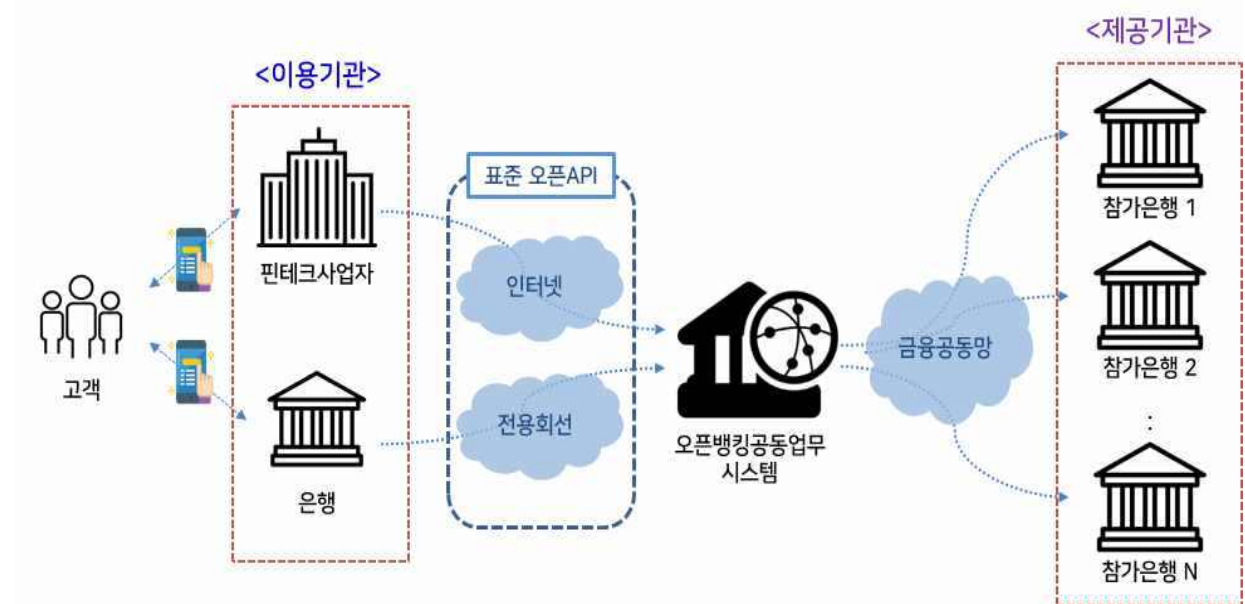 <제공기관>
<이용기관>
표준 오픈API
참가은행 1
핀테크사업자
인터넷
금융공동망
참가은행 2
고객
전용회선
오픈뱅킹공동업무
시스템
:
은행
참가은행 N